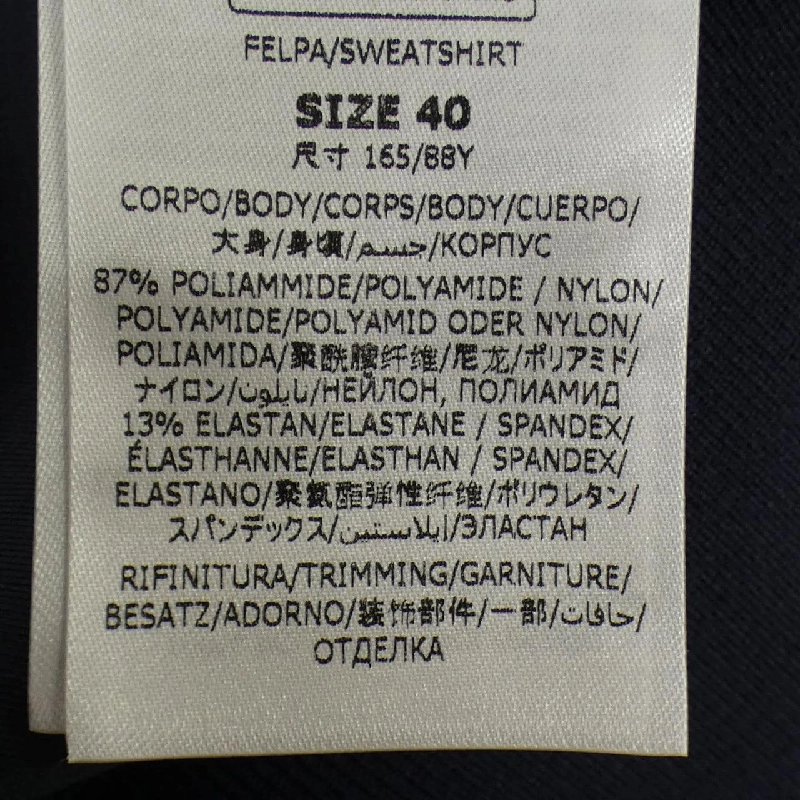 FELPA/SWEATSHIRT
SIZE 40
尺寸 165/88Y
CORPO/BODY/CORPS/BODY/CUERPO/
大身/身頃/جسم/КОРПУС
87% POLIAMMIDE/POLYAMIDE / NYLON/
POLYAMIDE/POLYAMID ODER NYLON/
POLIAMIDA/聚酰胺纤维/尼龙/ポリアミド/
ナイロン/نايلون/НЕЙЛОН, ПОЛИАМИД
13% ELASTAN/ELASTANE / SPANDEX/
ÉLASTHANNE/ELASTHAN / SPANDEX/
ELASTANO/聚氨酯弹性纤维/ポリウレタン/
スパンデックス/إيلاستين/ЭЛАСТАН
RIFINITURA/TRIMMING/GARNITURE/
BESATZ/ADORNO/装饰部件/一部/حافات/
ОТДЕЛКА